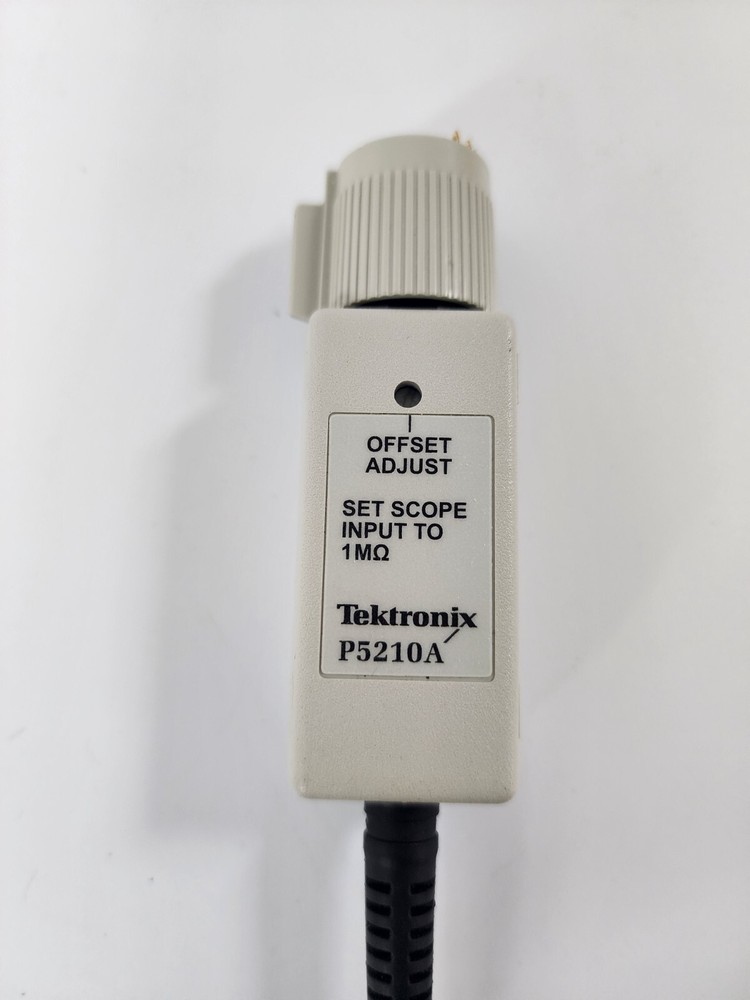 OFFSET
ADJUST
SET SCOPE
INPUT TO
1MΩ
Tektronix
P5210A